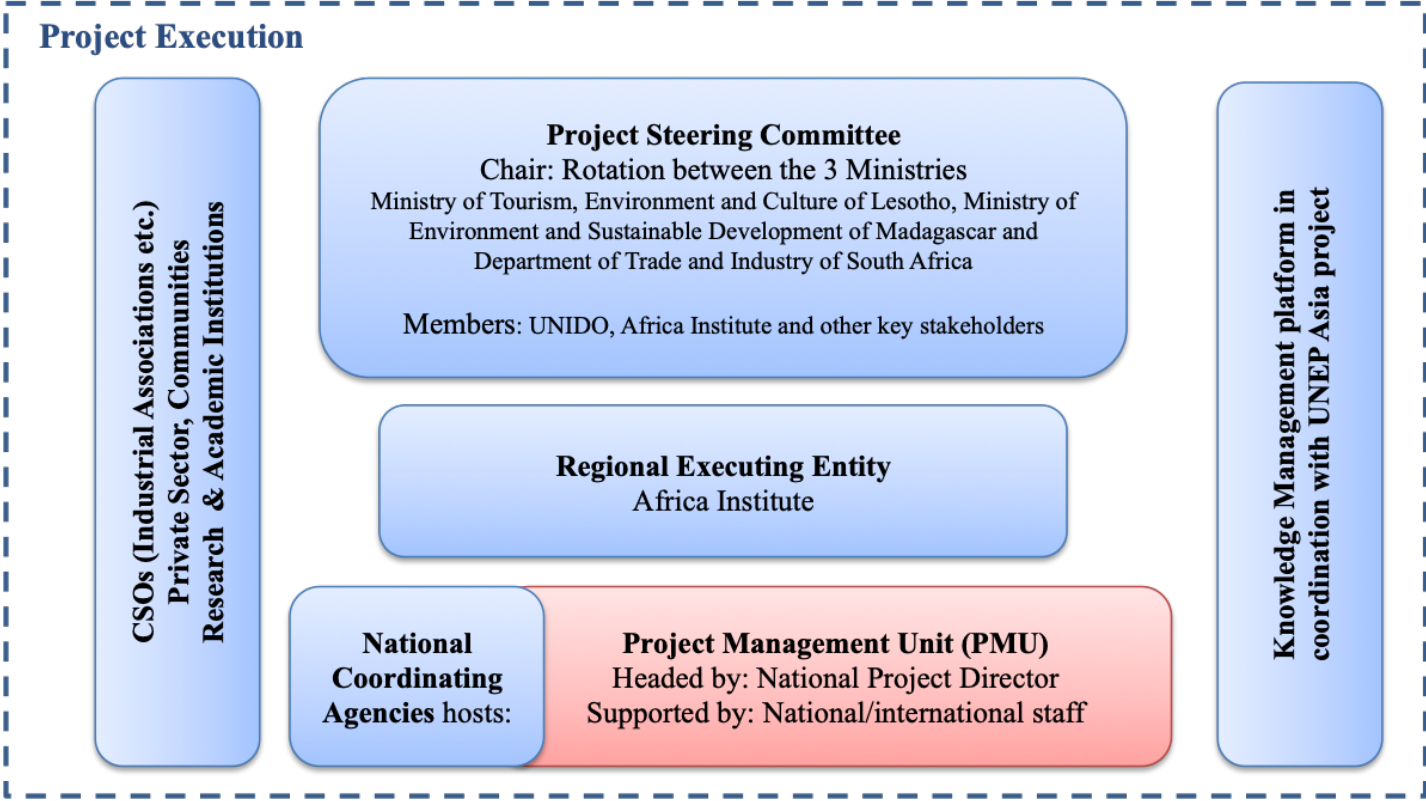 Project Execution
CSOs (Industrial Associations etc.)
Private Sector, Communities
Research & Academic Institutions
Project Steering Committee
Chair: Rotation between the 3 Ministries
Ministry of Tourism, Environment and Culture of Lesotho, Ministry of
Environment and Sustainable Development of Madagascar and
Department of Trade and Industry of South Africa
Members: UNIDO, Africa Institute and other key stakeholders
Regional Executing Entity
Africa Institute
National
Coordinating
Agencies hosts:
Project Management Unit (PMU)
Headed by: National Project Director
Supported by: National/international staff
Knowledge Management platform in
coordination with UNEP Asia project